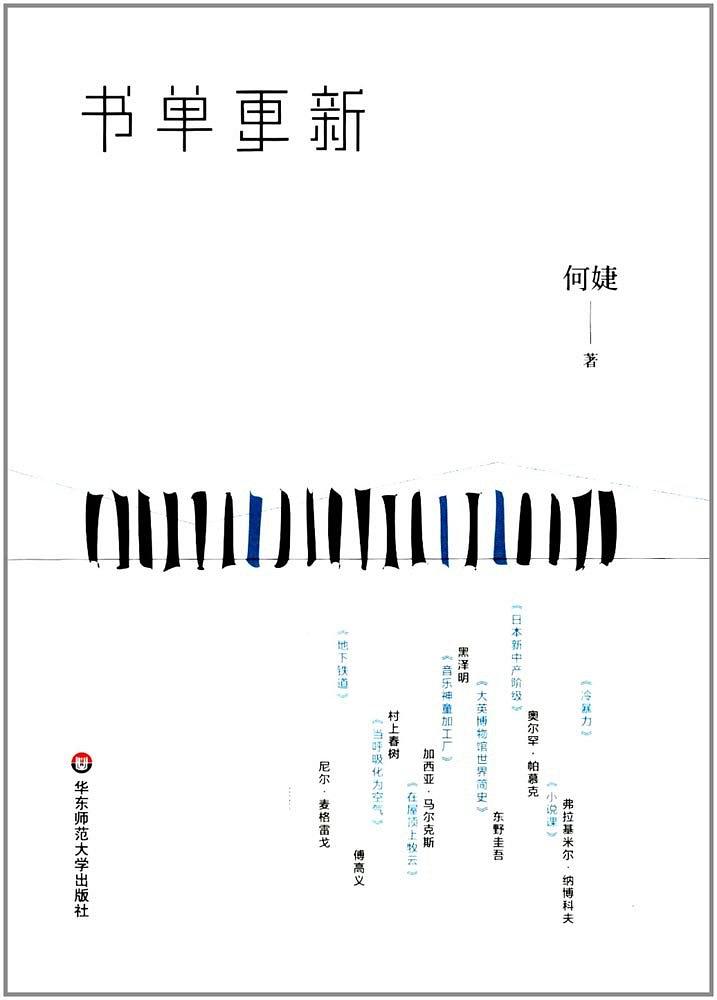 书单更新
何婕
著
《冷暴力》
弗拉基米尔·纳博科夫
《小说课》
奥尔罕·帕慕克
《日本新中产阶级》
东野圭吾
《大英博物馆世界简史》
黑泽明
《音乐神童加工厂》
加西亚·马尔克斯
《在屋顶上牧云》
村上春树
《当呼吸化为空气》
傅高义
《地下铁道》
尼尔·麦格雷戈
……
华东师范大学出版社